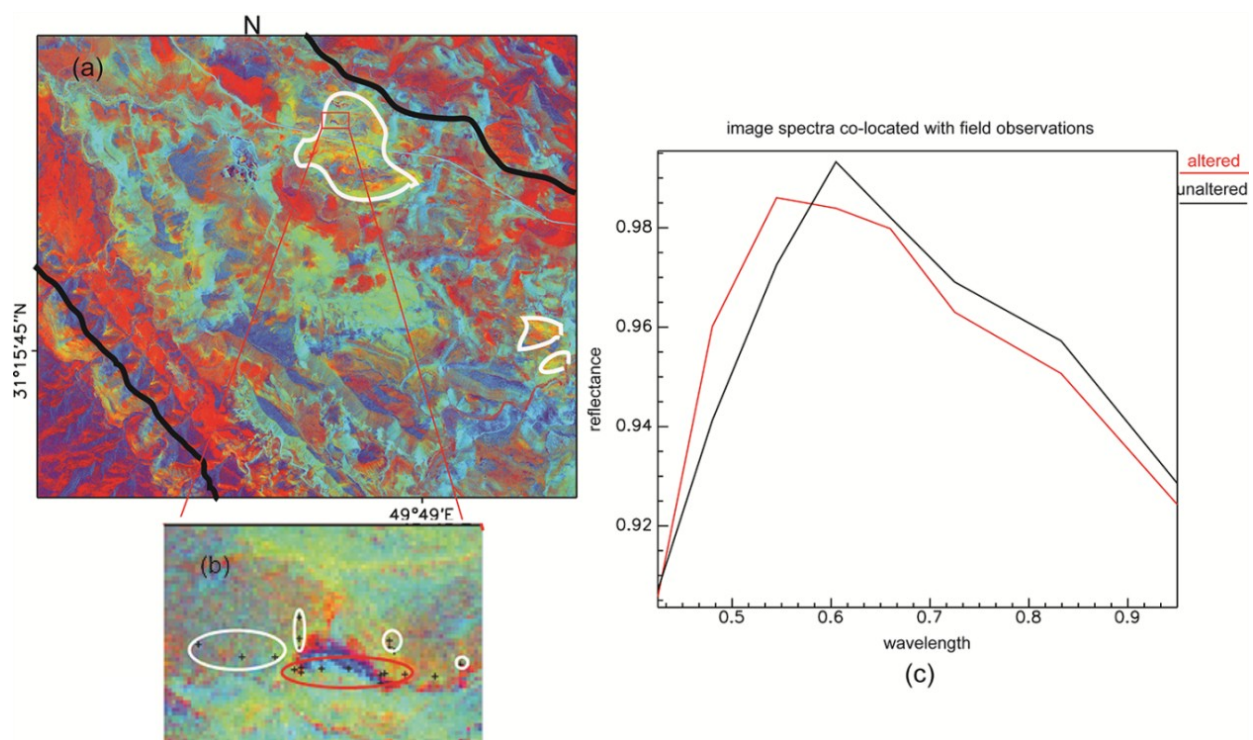 N
(a)
31°15'45"N
49°49'E
(b)
image spectra co-located with field observations
altered
unaltered
reflectance
0.98
0.96
0.94
0.92
0.5 0.6 0.7 0.8 0.9
wavelength
(c)